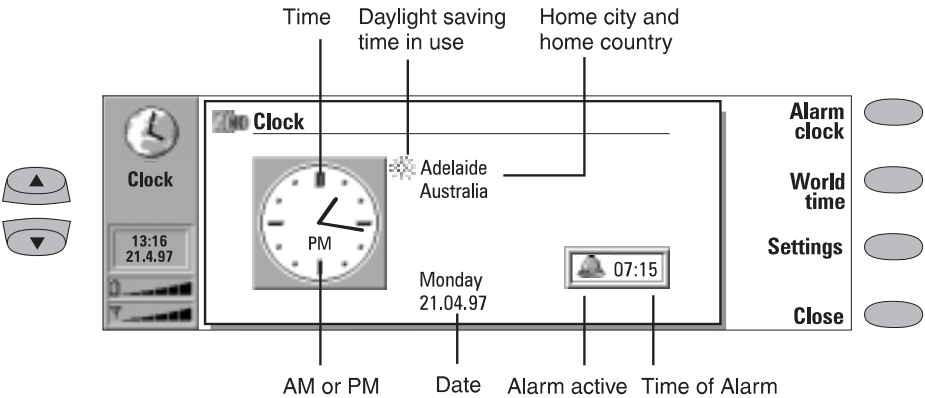 Time
Daylight saving
time in use
Home city and
home country
Clock
13:16
21.4.97
Clock
Adelaide
Australia
PM
Monday
21.04.97
07:15
Alarm
clock
World
time
Settings
Close
AM or PM
Date
Alarm active
Time of Alarm